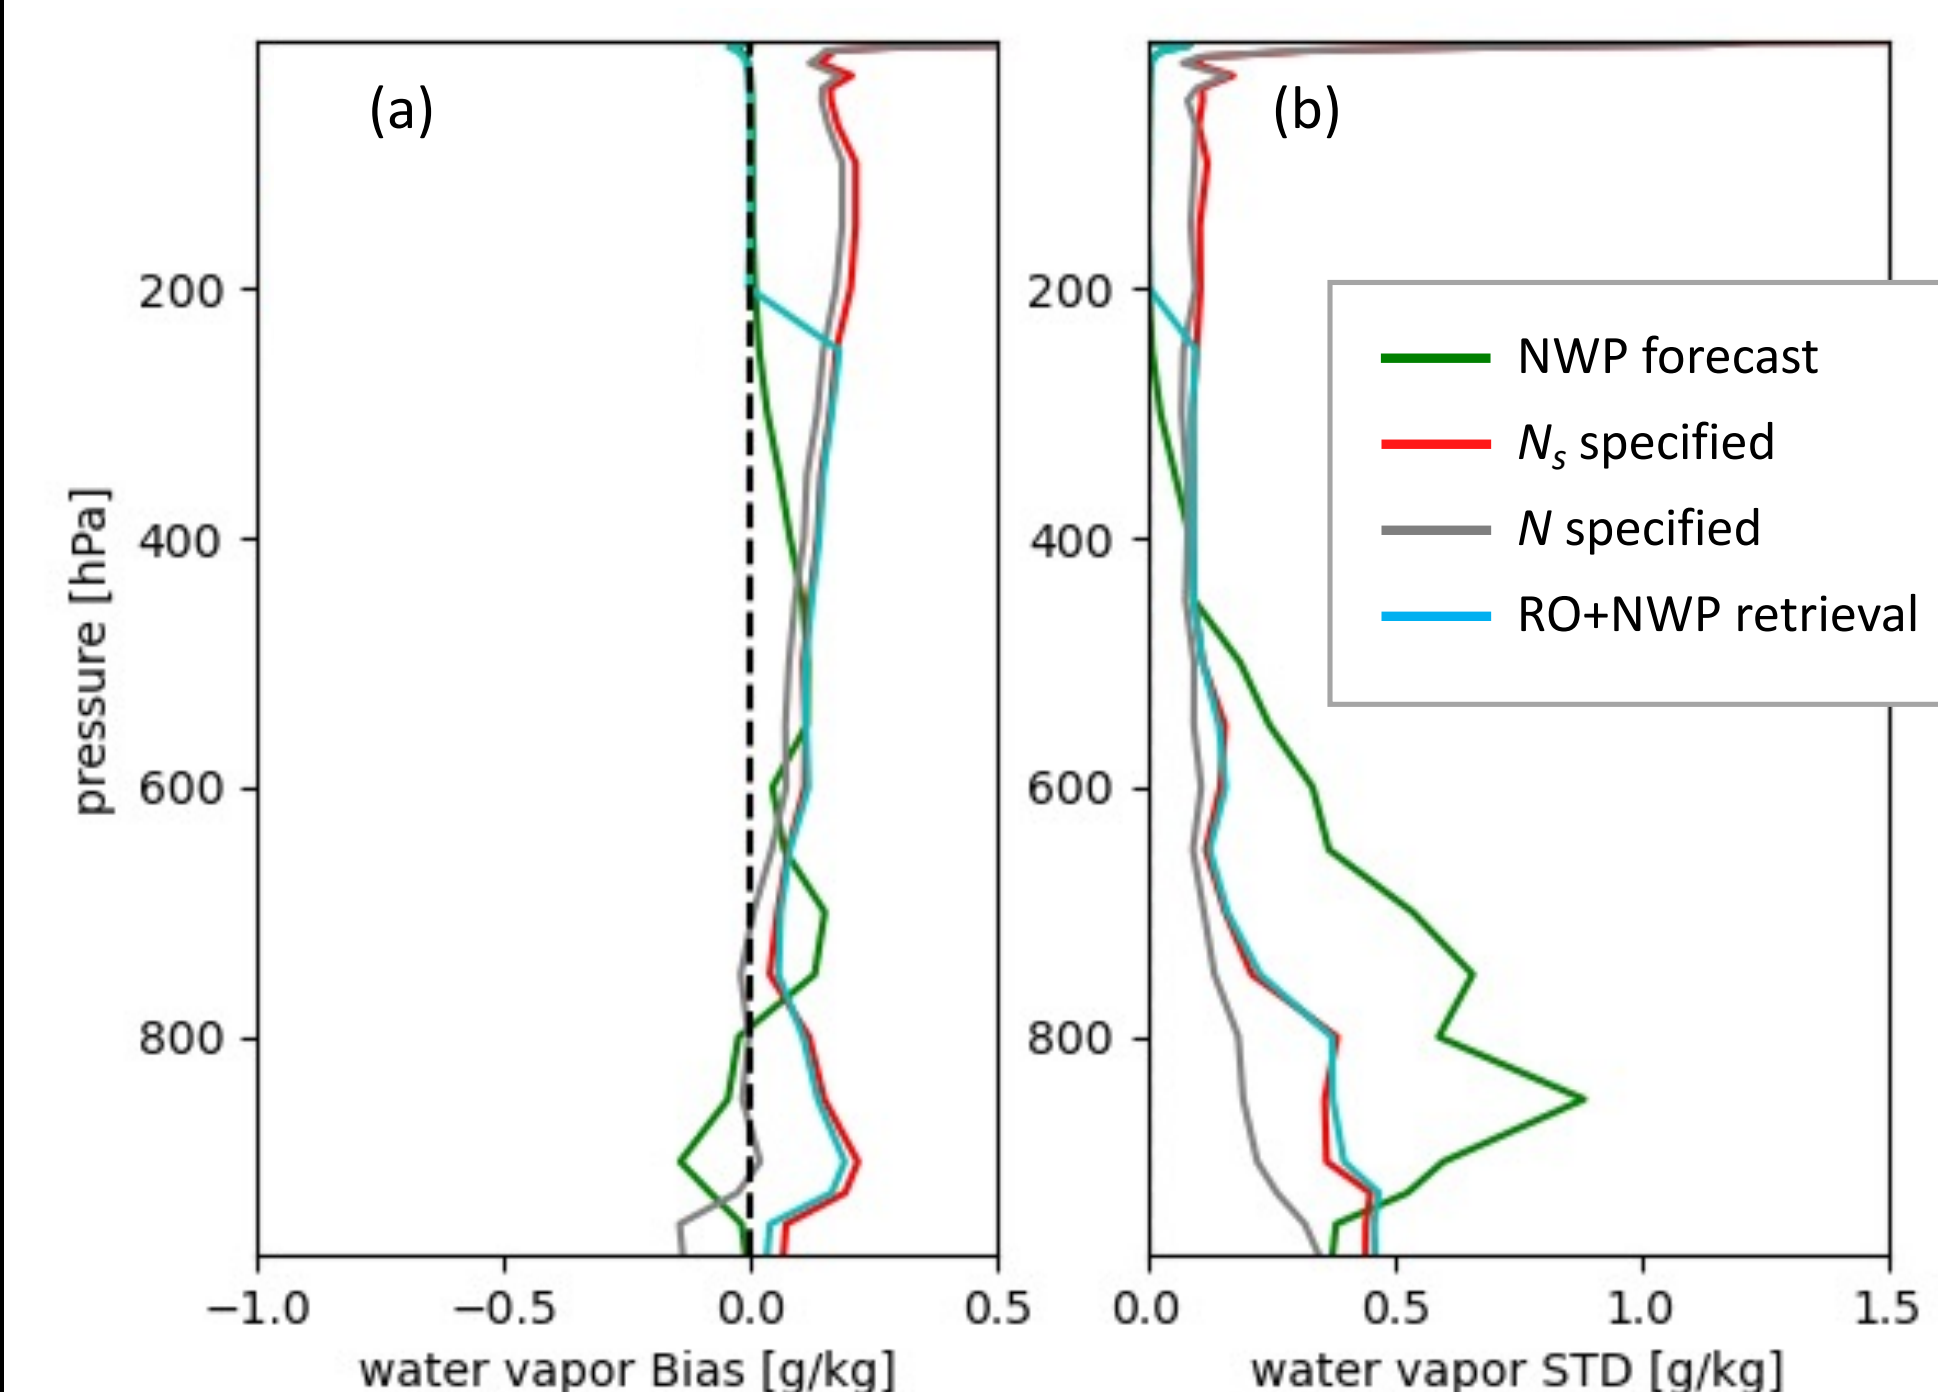 (a)
(b)
200
400
600
800
pressure [hPa]
−1.0
−0.5
0.0
0.5
water vapor Bias [g/kg]
200
400
600
800
NWP forecast
Ns specified
N specified
RO+NWP retrieval
0.0
0.5
1.0
1.5
water vapor STD [g/kg]